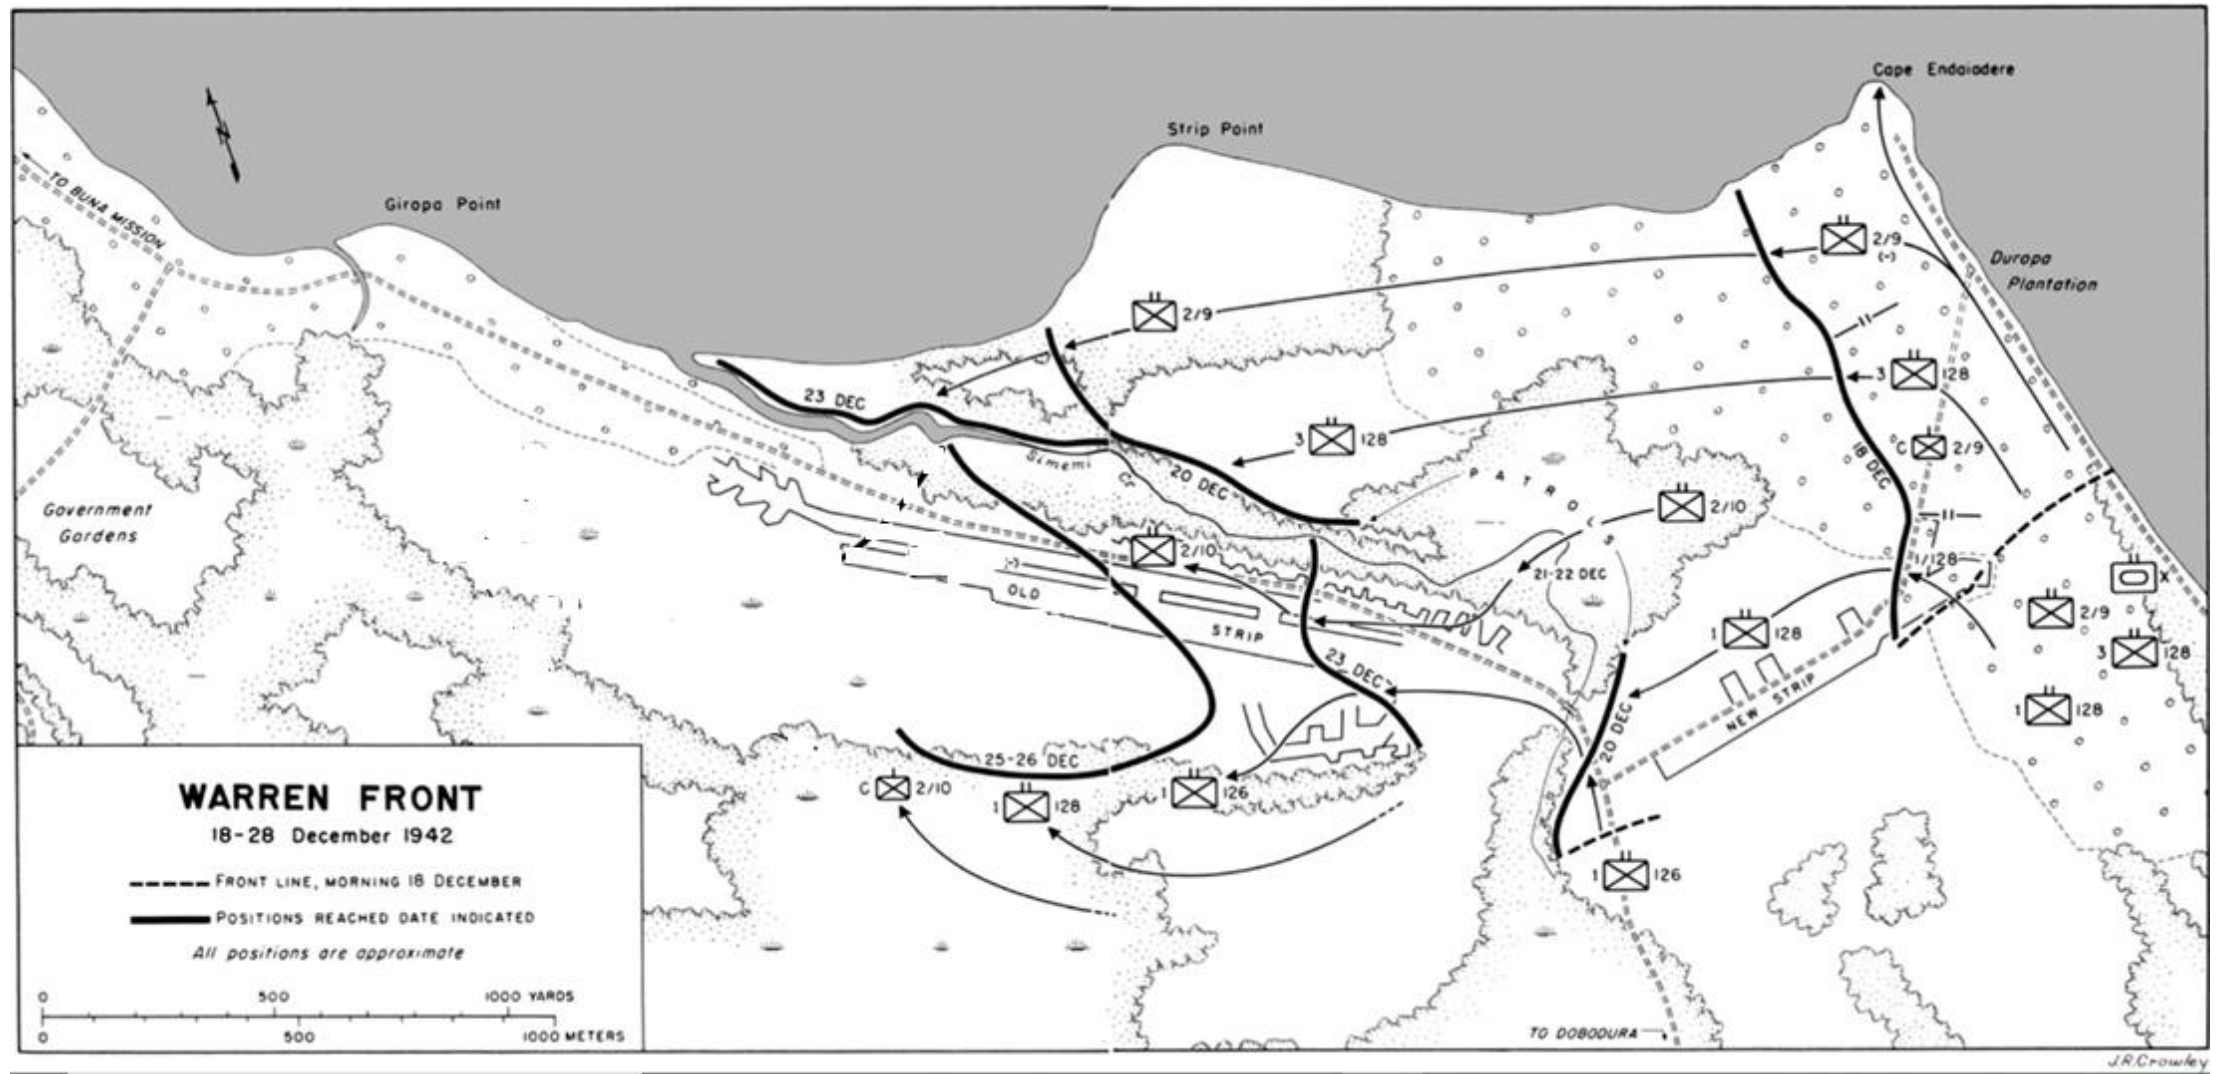 Cape Endaiadere
Strip Point
TO BUNA MISSION
Giropa Point
2/9
(-)
Duropa
Plantation
2/9
3 128
23 DEC
3 128
C 2/9
18 DEC
Simemi
Cr
20 DEC
PATROLS
2/10
Government
Gardens
2/10
21-22 DEC
1/128
X
(-)
OLD
STRIP
1 128
2/9
3 128
23 DEC
20 DEC
NEW STRIP
1 128
25-26 DEC
C 2/10
1 128
1 126
1 126
WARREN FRONT
18-28 December 1942
FRONT LINE, MORNING 18 DECEMBER
POSITIONS REACHED DATE INDICATED
All positions are approximate
0 500 1000 YARDS
0 500 1000 METERS
TO DOBODURA
J.R.Crowley